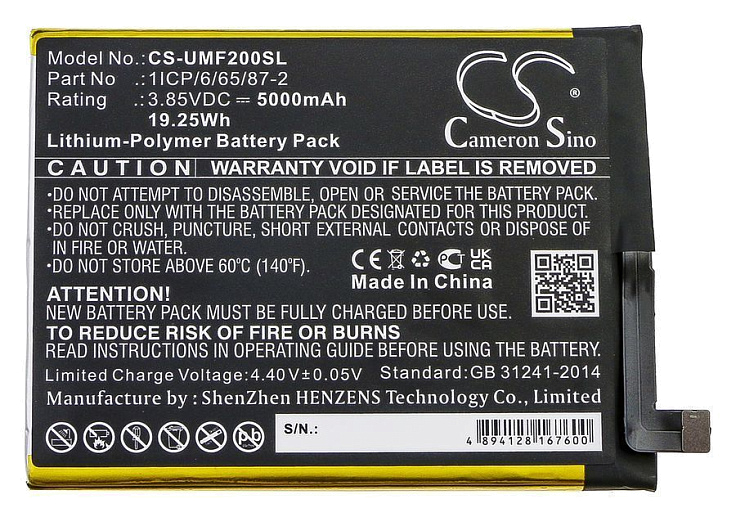 Model No.:CS-UMF200SL
Part No .:1ICP/6/65/87-2
Rating .:3.85VDC ⎓ 5000mAh
19.25Wh
Lithium-Polymer Battery Pack
CS
®
Cameron Sino
CAUTION WARRANTY VOID IF LABEL IS REMOVED
•DO NOT ATTEMPT TO DISASSEMBLE, OPEN OR SERVICE THE BATTERY PACK.
•REPLACE ONLY WITH THE BATTERY PACK DESIGNATED FOR THIS PRODUCT.
•DO NOT CRUSH, PUNCTURE, SHORT EXTERNAL CONTACTS OR DISPOSE OF
IN FIRE OR WATER.
•DO NOT STORE ABOVE 60°C (140°F).
CE PCT UK CA
Made In China
ATTENTION!
NEW BATTERY PACK MUST BE FULLY CHARGED BEFORE USE.
TO REDUCE RISK OF FIRE OR BURNS
READ INSTRUCTIONS IN OPERATING GUIDE BEFORE USING THE BATTERY.
Limited Charge Voltage:4.40V±0.05V Standard:GB 31241-2014
Manufacture by : ShenZhen HENZENS Technology Co., Limited
Pb
S/N.:
4 894128 167600